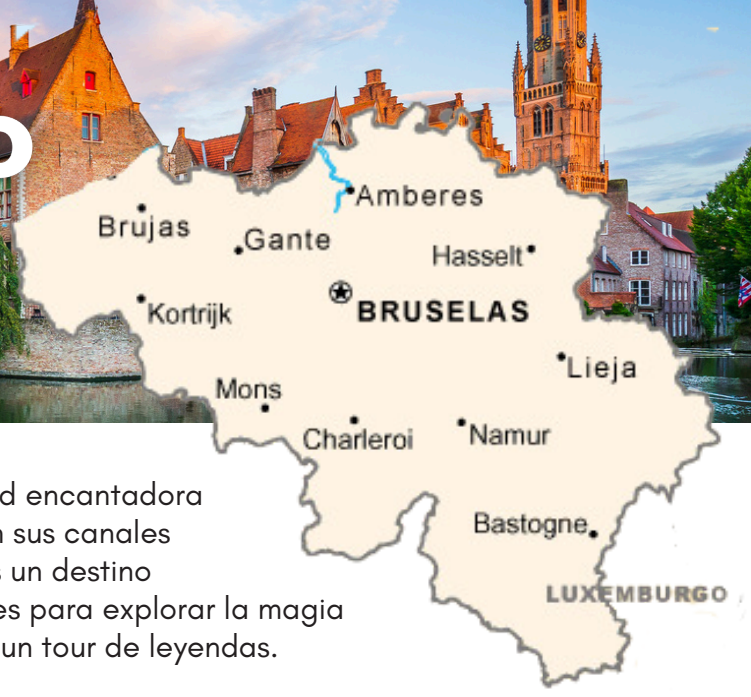 Amberes
Brujas
Gante
Hasselt
BRUSELAS
Kortrijk
Lieja
Mons
Charleroi
Namur
encantadora
sus canales
un destino
Bastogne
LUXEMBURGO
para explorar la magia
un tour de leyendas.